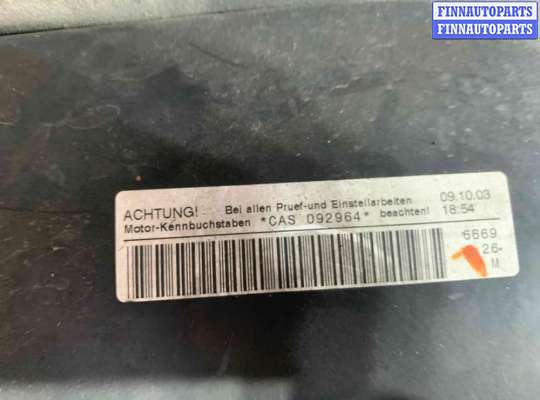 FINNAUTOPARTS
FINNAUTOPARTS
ACHTUNG! Bei allen Pruef-und Einstellarbeiten 09.10.03
Motor-Kennbuchstaben *CAS 092964* beachten! 18:54
6669
26-
M